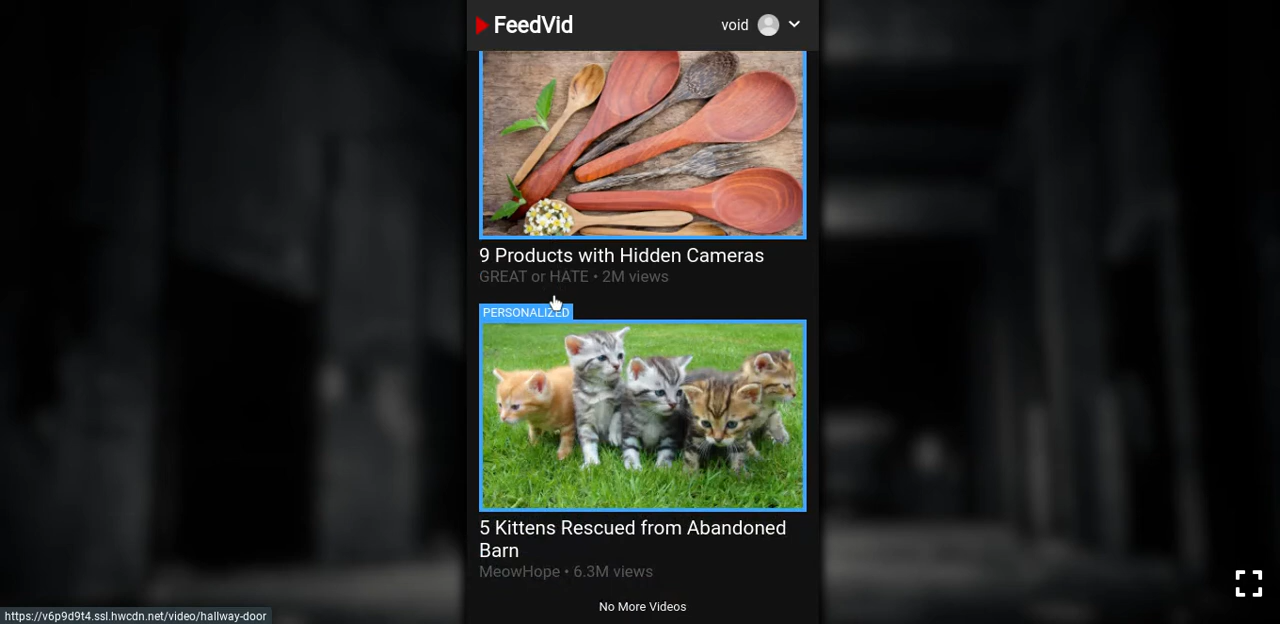 FeedVid
void
9 Products with Hidden Cameras
GREAT or HATE • 2M views
PERSONALIZED
5 Kittens Rescued from Abandoned
Barn
MeowHope • 6.3M views
No More Videos
https://v6p9d9t4.ssl.hwcdn.net/video/hallway-door